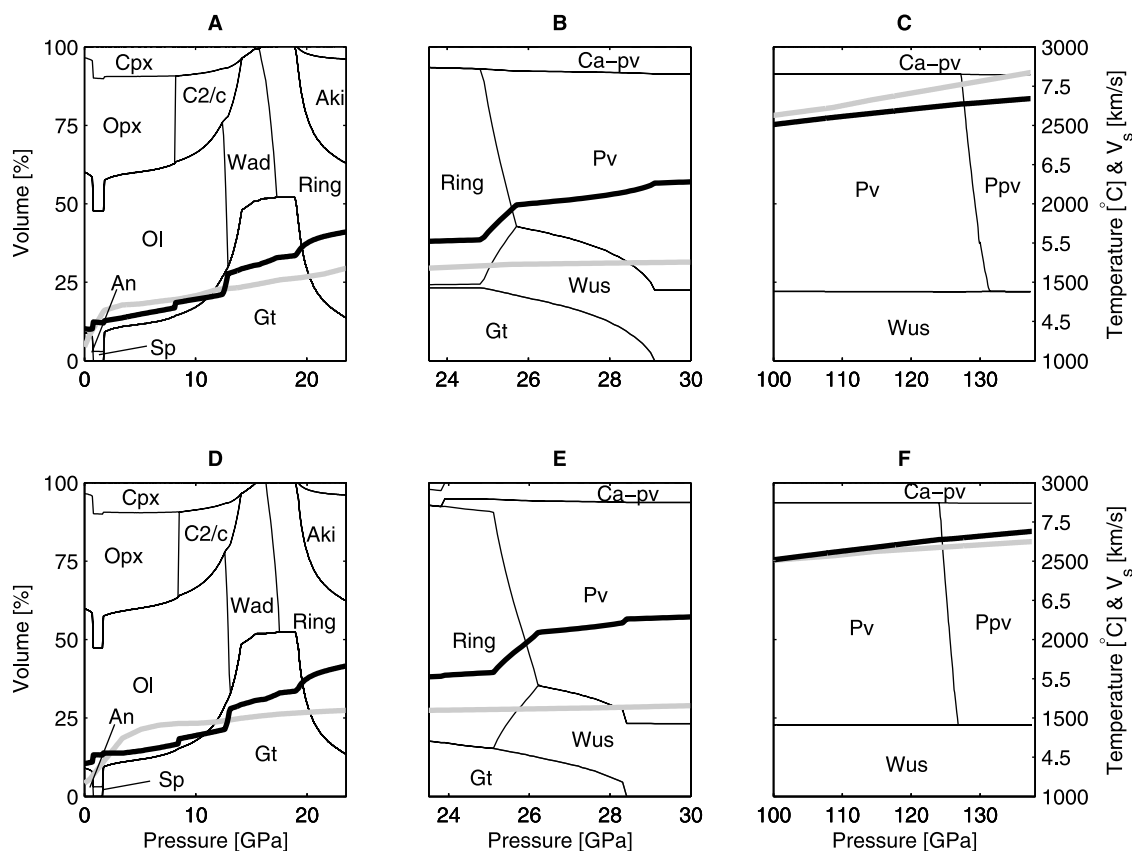 A
B
C
Volume [%]
100
75
50
25
0
Cpx
C2/c
Opx
Aki
Wad
Ring
Ol
An
Gt
Sp
0
10
20
Ca-pv
Pv
Ring
Wus
Gt
24
26
28
30
Ca-pv
Pv
Ppv
Wus
100
110
120
130
3000
7.5
2500
6.5
2000
5.5
1500
4.5
1000
Temperature [°C] & Vs [km/s]
D
E
F
Volume [%]
100
75
50
25
0
Cpx
C2/c
Opx
Aki
Wad
Ring
Ol
An
Gt
Sp
0
10
20
Pressure [GPa]
Ca-pv
Pv
Ring
Wus
Gt
24
26
28
30
Pressure [GPa]
Ca-pv
Pv
Ppv
Wus
100
110
120
130
Pressure [GPa]
3000
7.5
2500
6.5
2000
5.5
1500
4.5
1000
Temperature [°C] & Vs [km/s]